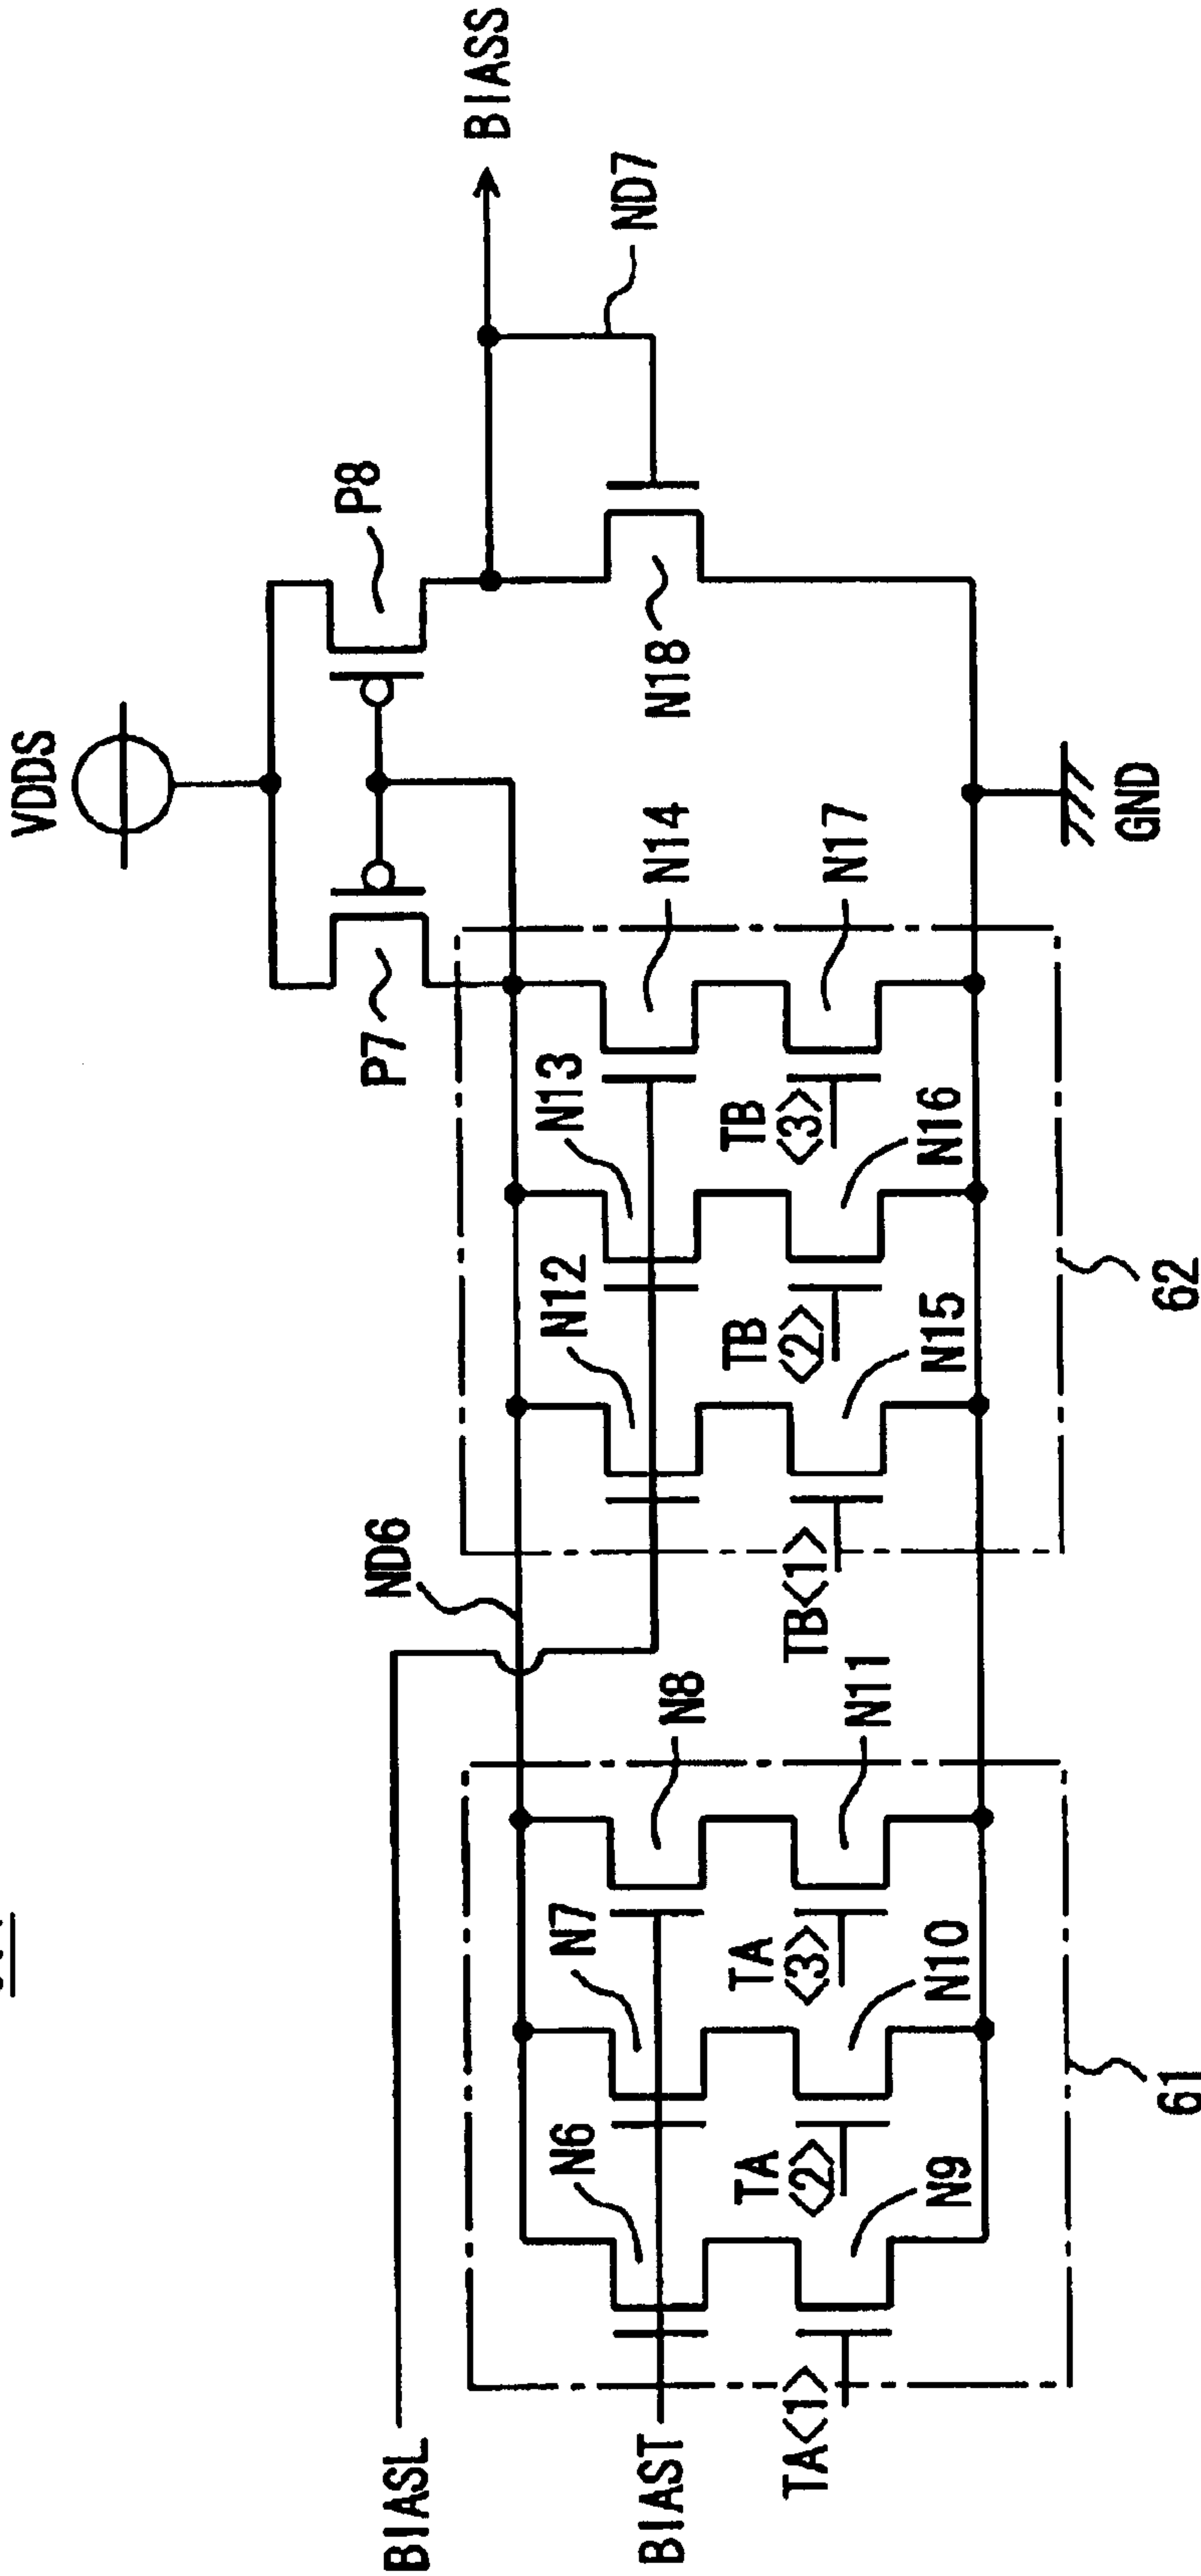 VDDS
P7
P8
BIASS
ND7
N18
BIASL
ND6
N12
N13
N14
N6
N7
N8
BIAST
TA<1>
TA
<2>
TA
<3>
TB<1>
TB
<2>
TB
<3>
N9
N10
N11
N15
N16
N17
GND
61
62